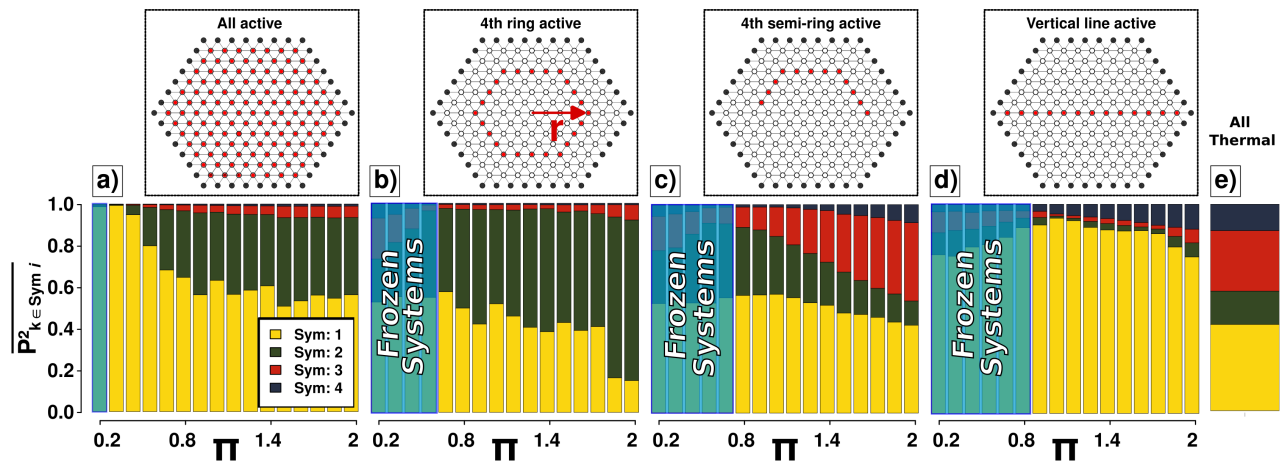 All active
4th ring active
4th semi-ring active
Vertical line active
r
All
Thermal
a)
b)
c)
d)
e)
1.0
0.8
0.6
0.4
0.2
0.0
P²k ∈ Sym i
Sym: 1
Sym: 2
Sym: 3
Sym: 4
Frozen
Systems
Frozen
Systems
Frozen
Systems
0.2 0.8 1.4 2
0.2 0.8 1.4 2
0.2 0.8 1.4 2
0.2 0.8 1.4 2
Π
Π
Π
Π